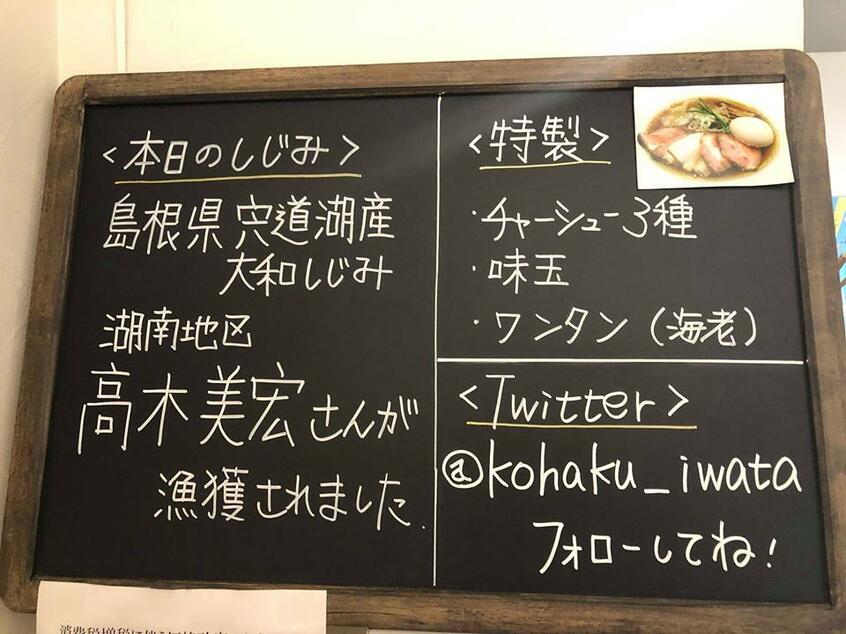 <本日のしじみ>
島根県 宍道湖産
大和しじみ
湖南地区
高木美宏さんが
漁獲されました.
<特製>
・チャーシュー3種
・味玉
・ワンタン(海老)
<Twitter>
@kohaku_iwata
フォローしてね!